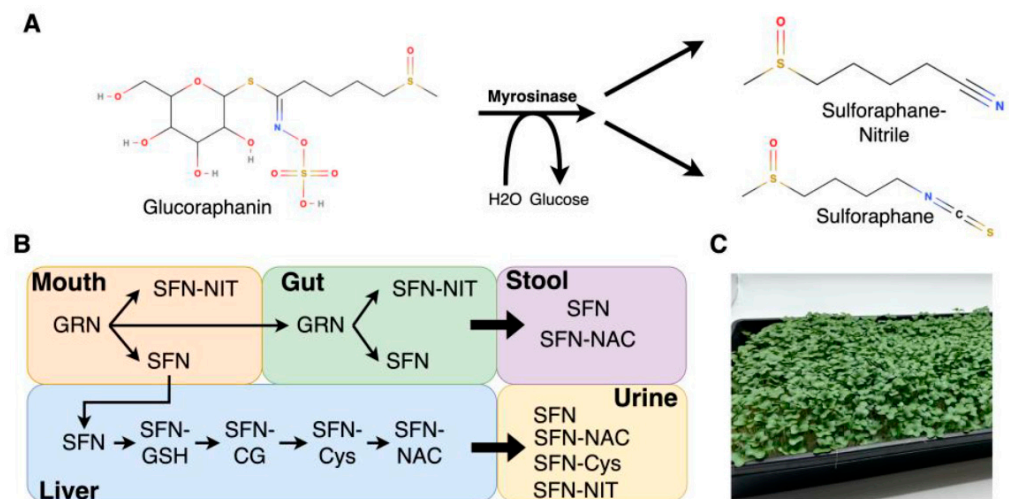 A
H-O
O
S
O
S
H-O
O
H
N
O
O-H
O S O
O-H
Glucoraphanin
Myrosinase
H2O Glucose
O
S
N
Sulforaphane-
Nitrile
O
S
N
C
S
Sulforaphane
B
Mouth
SFN-NIT
GRN
SFN
Gut
SFN-NIT
GRN
SFN
Stool
SFN
SFN-NAC
SFN
SFN-
GSH
SFN-
CG
SFN-
Cys
SFN-
NAC
Liver
Urine
SFN
SFN-NAC
SFN-Cys
SFN-NIT
C